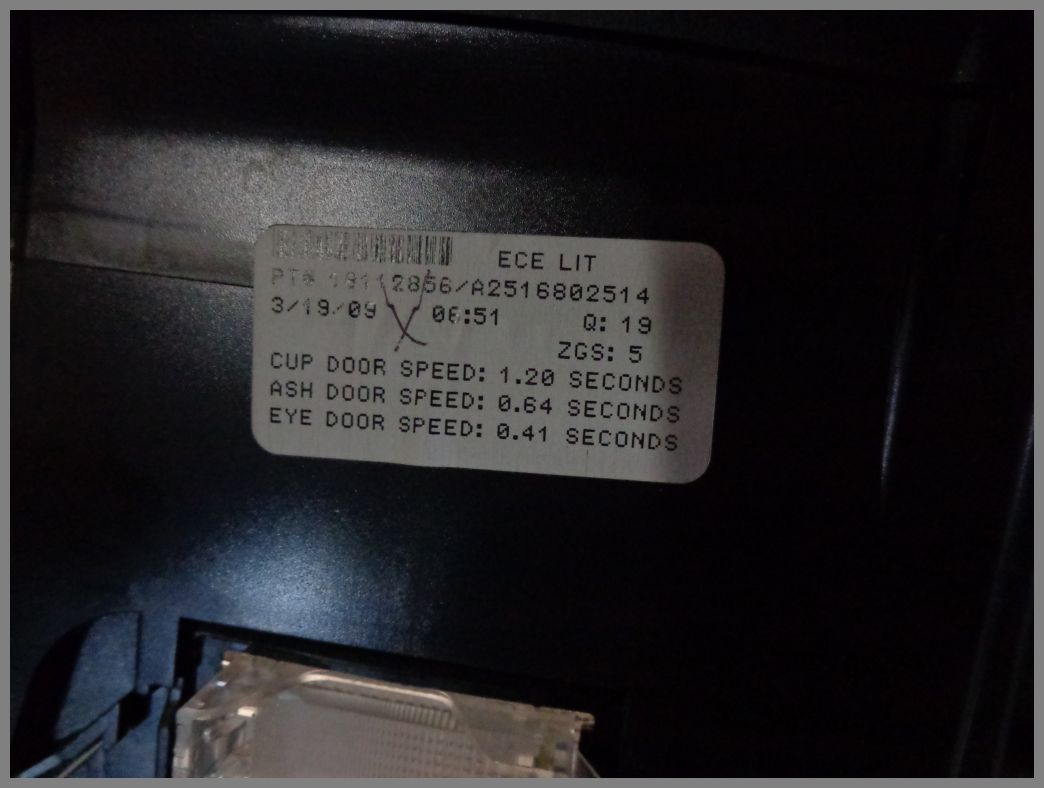 ECE LIT
PT# 19112856/A2516802514
3/19/09 06:51 Q: 19
ZGS: 5
CUP DOOR SPEED: 1.20 SECONDS
ASH DOOR SPEED: 0.64 SECONDS
EYE DOOR SPEED: 0.41 SECONDS